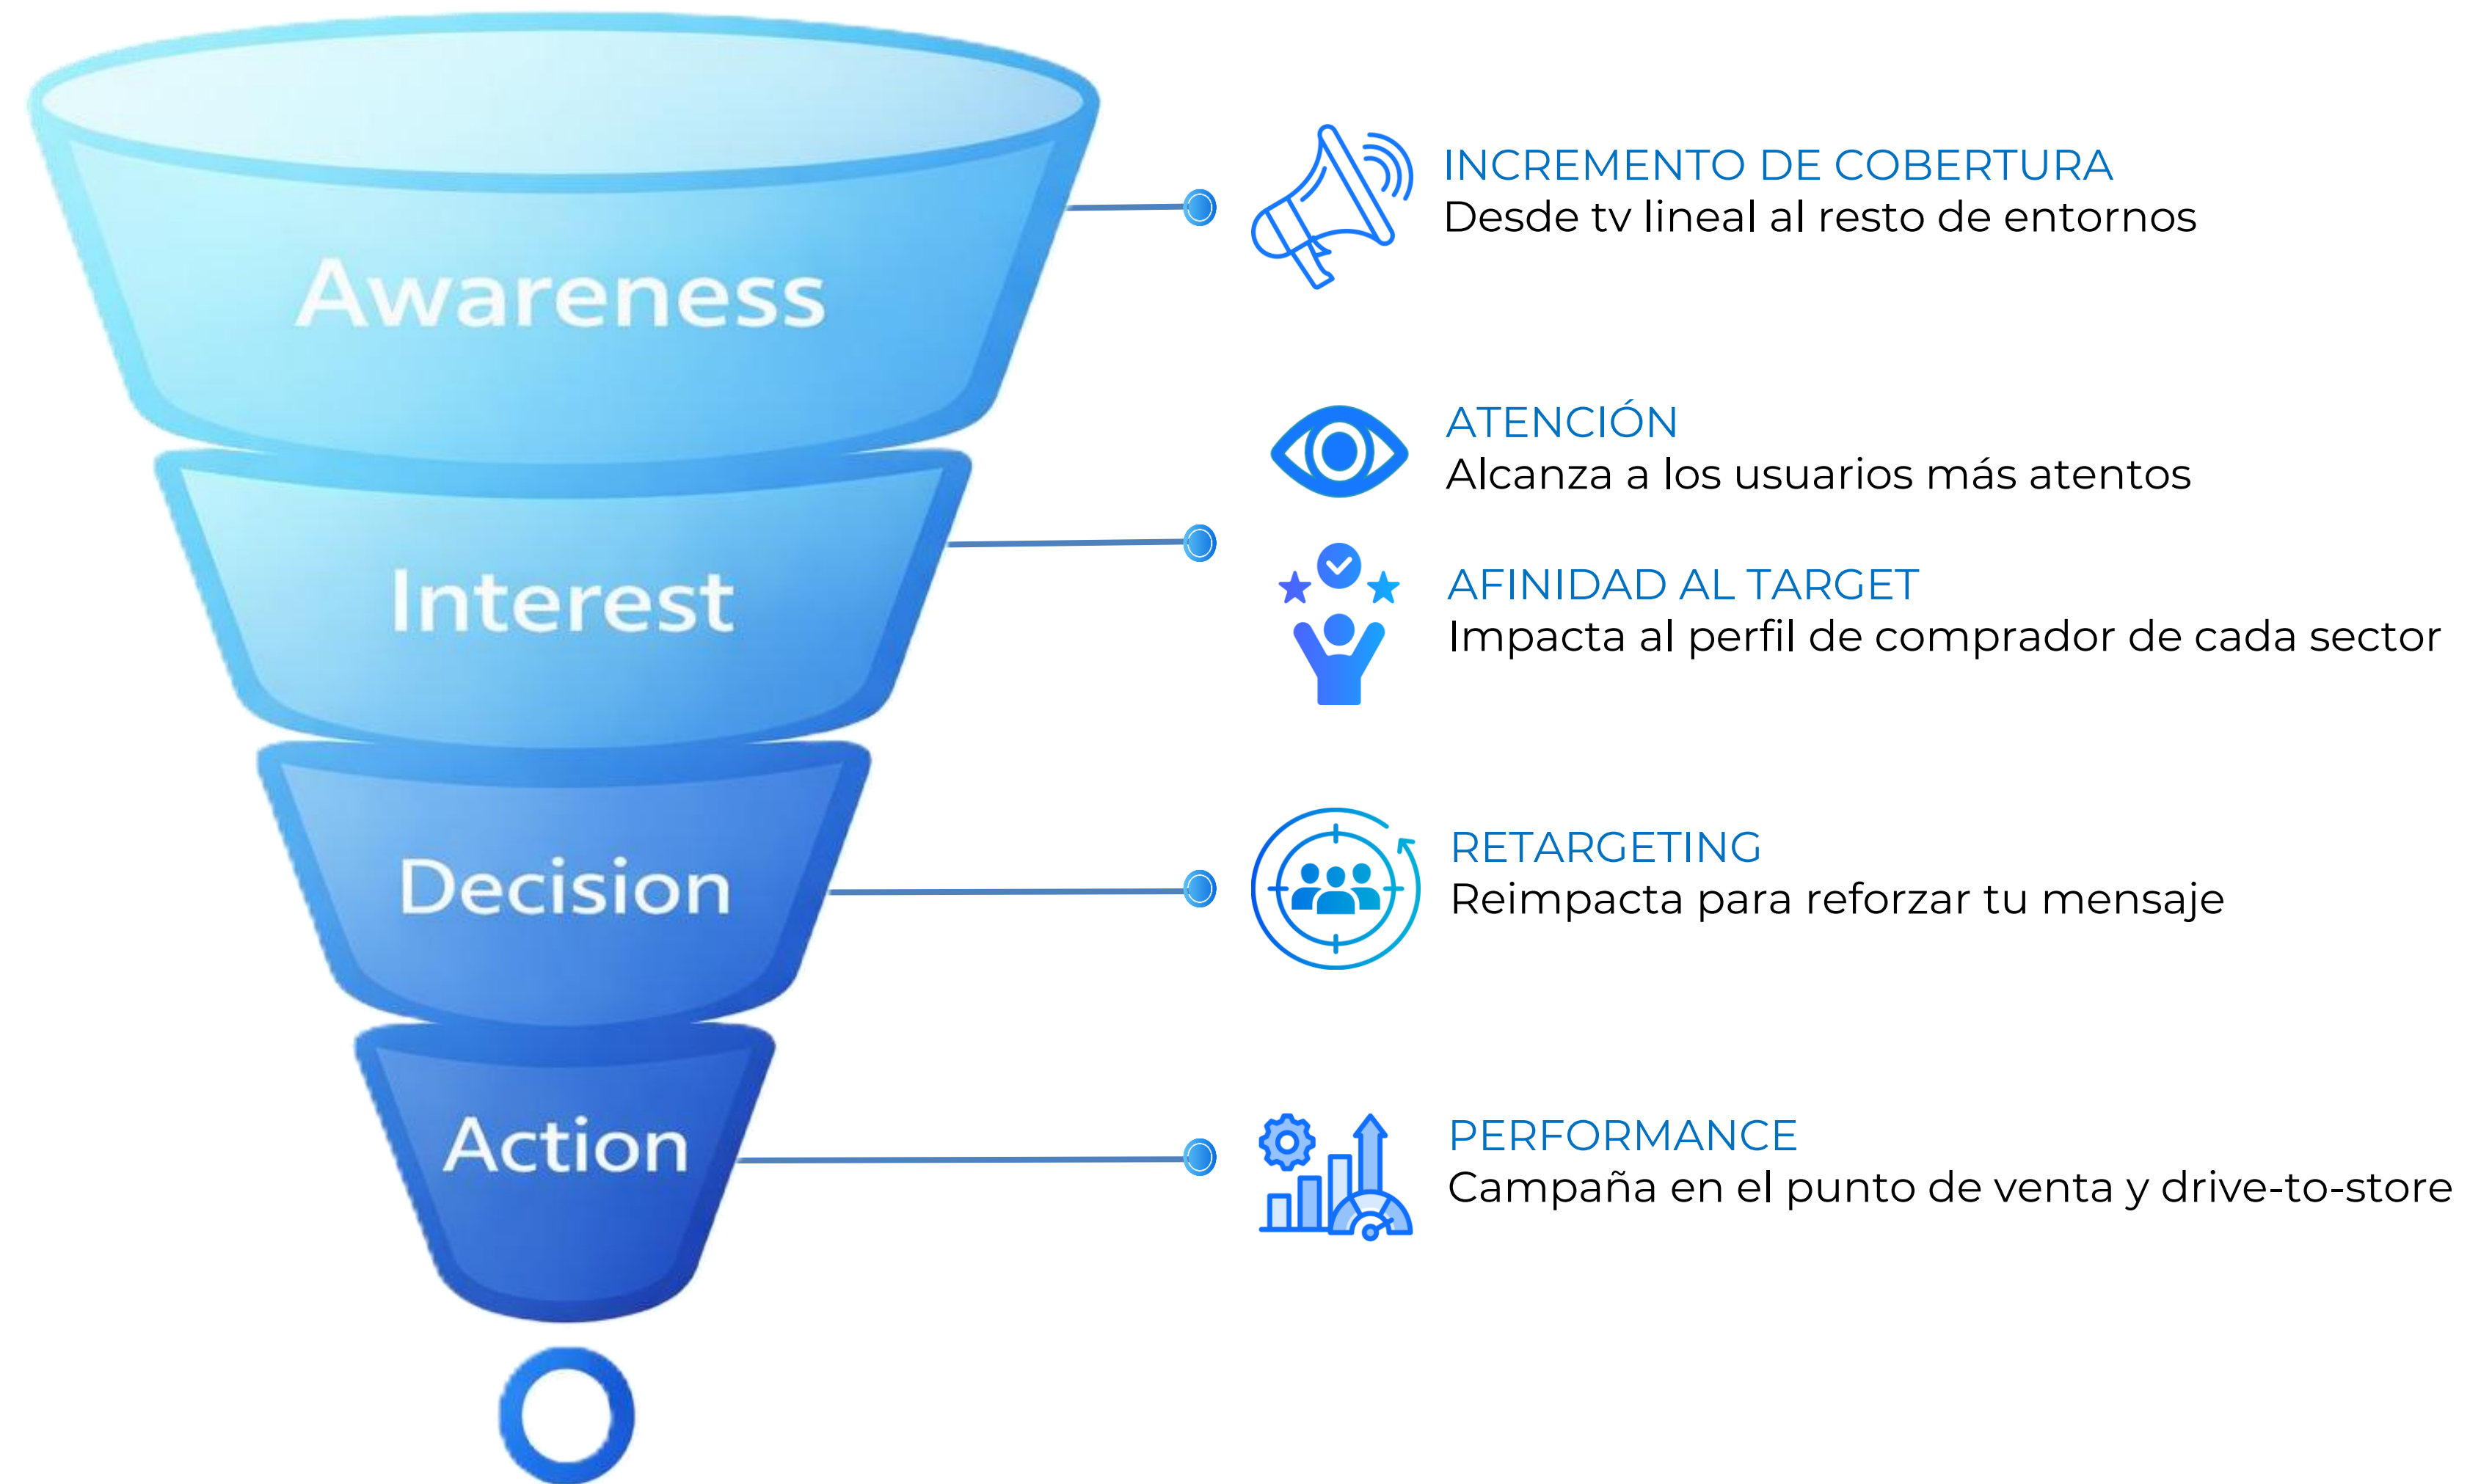 Awareness
INCREMENTO DE COBERTURA
Desde tv lineal al resto de entornos
Interest
ATENCIÓN
Alcanza a los usuarios más atentos
AFINIDAD AL TARGET
Impacta al perfil de comprador de cada sector
Decision
RETARGETING
Reimpacta para reforzar tu mensaje
Action
PERFORMANCE
Campaña en el punto de venta y drive-to-store